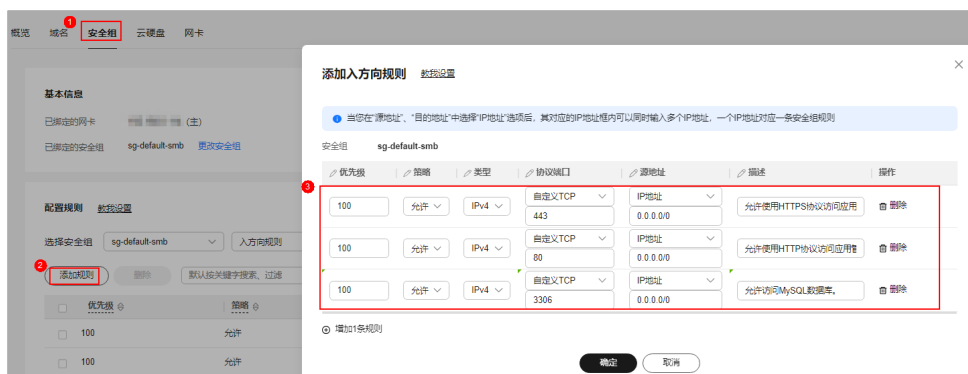 概览 域名 1 安全组 云硬盘 网卡
基本信息
已绑定的网卡 (主)
已绑定的安全组 sg-default-smb 更改安全组
配置规则 教我设置
选择安全组 sg-default-smb 入方向规则
2 添加规则 删除 默认按关键字搜索、过滤
优先级 策略
100 允许
100 允许
添加入方向规则 教我设置
当您在“源地址”、“目的地址”中选择“IP地址”选项后，其对应的IP地址框内可以同时输入多个IP地址，一个IP地址对应一条安全组规则
安全组 sg-default-smb
优先级 策略 类型 协议端口 源地址 描述 操作
3
100 允许 IPv4 自定义TCP IP地址 允许使用HTTPS协议访问应用 删除
443 0.0.0.0/0
100 允许 IPv4 自定义TCP IP地址 允许使用HTTP协议访问应用 删除
80 0.0.0.0/0
100 允许 IPv4 自定义TCP IP地址 允许访问MySQL数据库。 删除
3306 0.0.0.0/0
增加1条规则
确定 取消